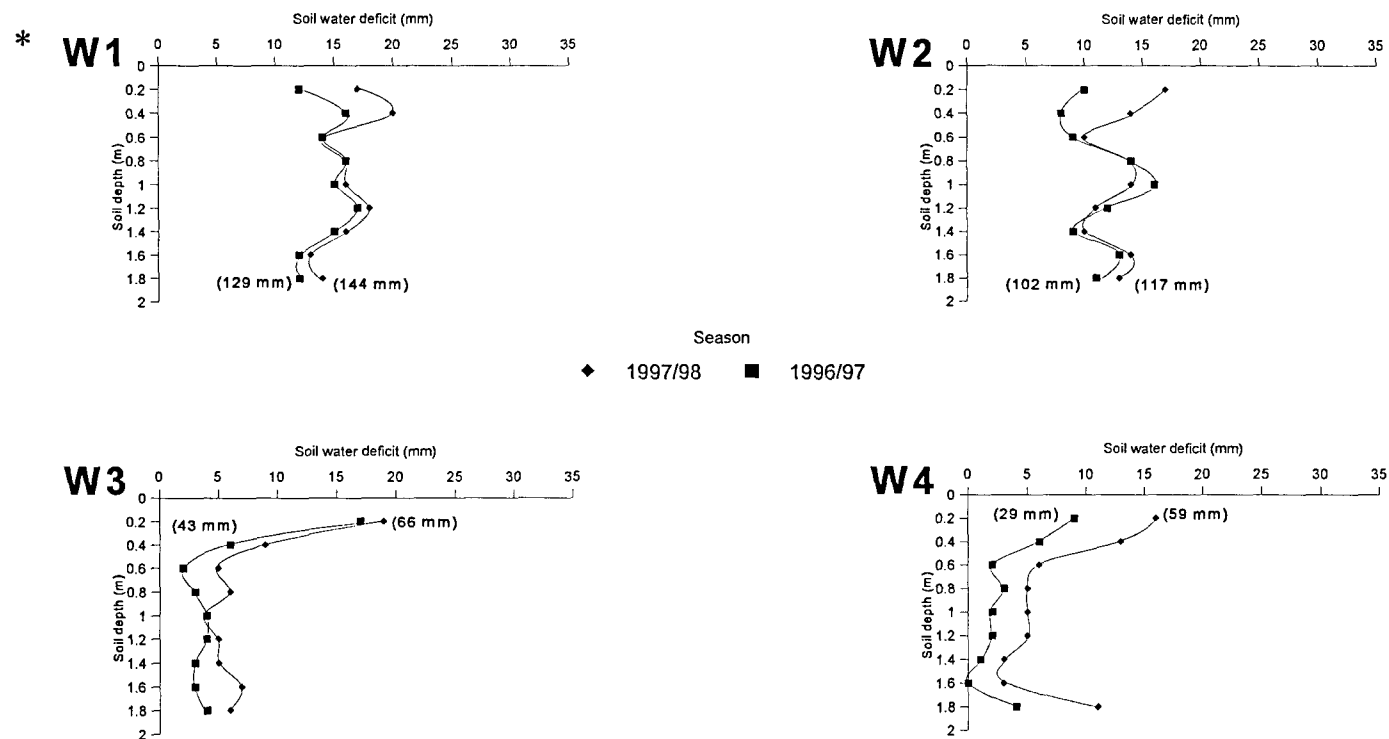 *
W1
Soil water deficit (mm)
0 5 10 15 20 25 30 35
Soil depth (m)
0
0.2
0.4
0.6
0.8
1
1.2
1.4
1.6
1.8
2
(129 mm) (144 mm)
W2
Soil water deficit (mm)
0 5 10 15 20 25 30 35
Soil depth (m)
0
0.2
0.4
0.6
0.8
1
1.2
1.4
1.6
1.8
2
(102 mm) (117 mm)
Season
1997/98 1996/97
W3
Soil water deficit (mm)
0 5 10 15 20 25 30 35
Soil depth (m)
0
0.2
0.4
0.6
0.8
1
1.2
1.4
1.6
1.8
2
(43 mm) (66 mm)
W4
Soil water deficit (mm)
0 5 10 15 20 25 30 35
Soil depth (m)
0
0.2
0.4
0.6
0.8
1
1.2
1.4
1.6
1.8
2
(29 mm) (59 mm)